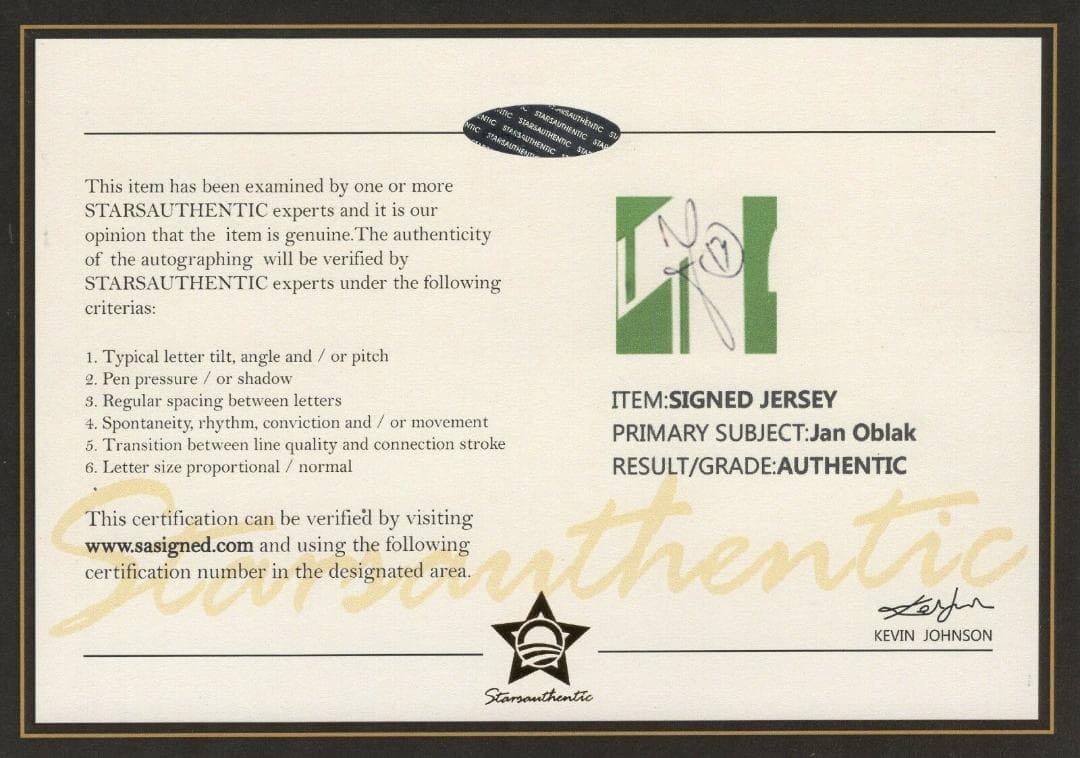 STARSAUTHENTIC STARSAUTHENTIC
STARSAUTHENTIC STARSAUTHENTIC
This item has been examined by one or more
STARSAUTHENTIC experts and it is our
opinion that the item is genuine.The authenticity
of the autographing will be verified by
STARSAUTHENTIC experts under the following
criterias:
1. Typical letter tilt, angle and / or pitch
2. Pen pressure / or shadow
3. Regular spacing between letters
4. Spontaneity, rhythm, conviction and / or movement
5. Transition between line quality and connection stroke
6. Letter size proportional / normal
This certification can be verified by visiting
www.sasigned.com and using the following
certification number in the designated area.
ITEM:SIGNED JERSEY
PRIMARY SUBJECT:Jan Oblak
RESULT/GRADE:AUTHENTIC
Starsauthentic
KEVIN JOHNSON
Starsauthentic